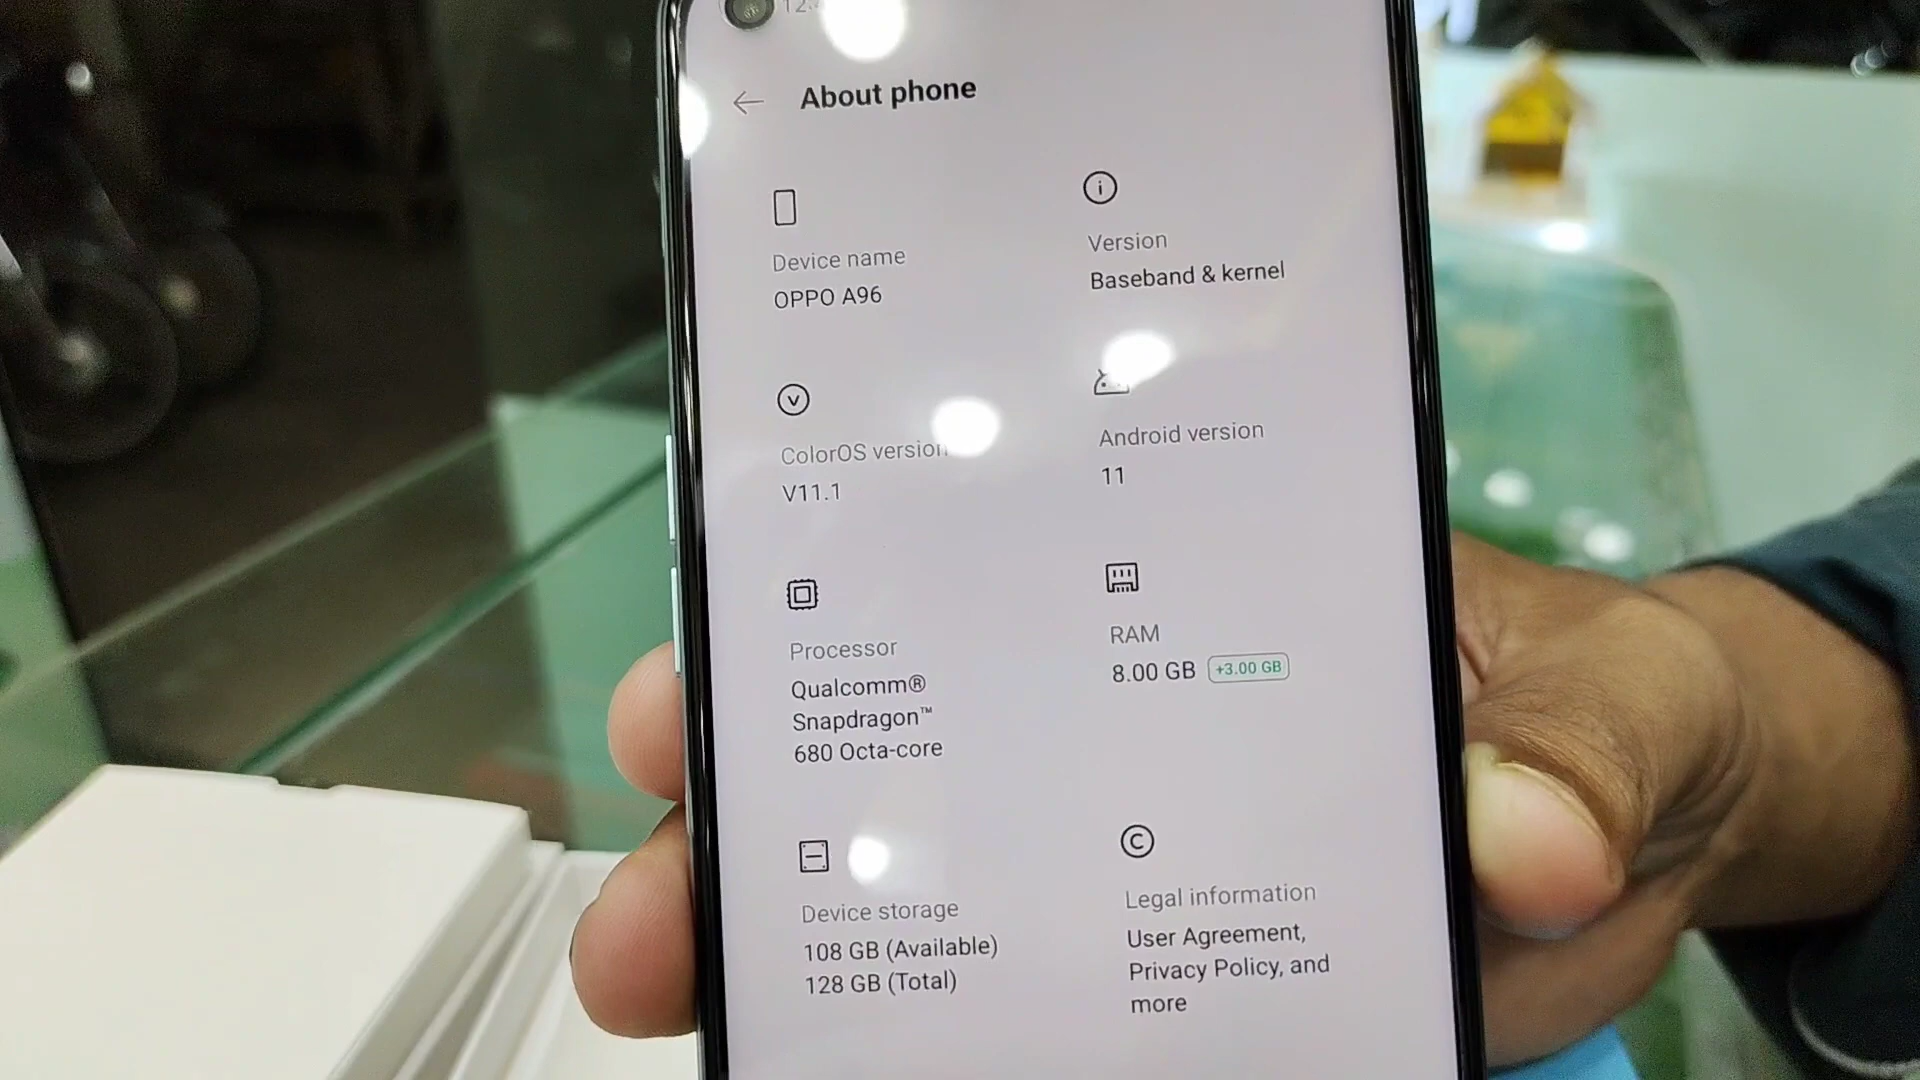 About phone
Device name
OPPO A96
Version
Baseband & kernel
ColorOS version
V11.1
Android version
11
Processor
Qualcomm®
Snapdragon™
680 Octa-core
RAM
8.00 GB +3.00 GB
Device storage
108 GB (Available)
128 GB (Total)
Legal information
User Agreement,
Privacy Policy, and
more